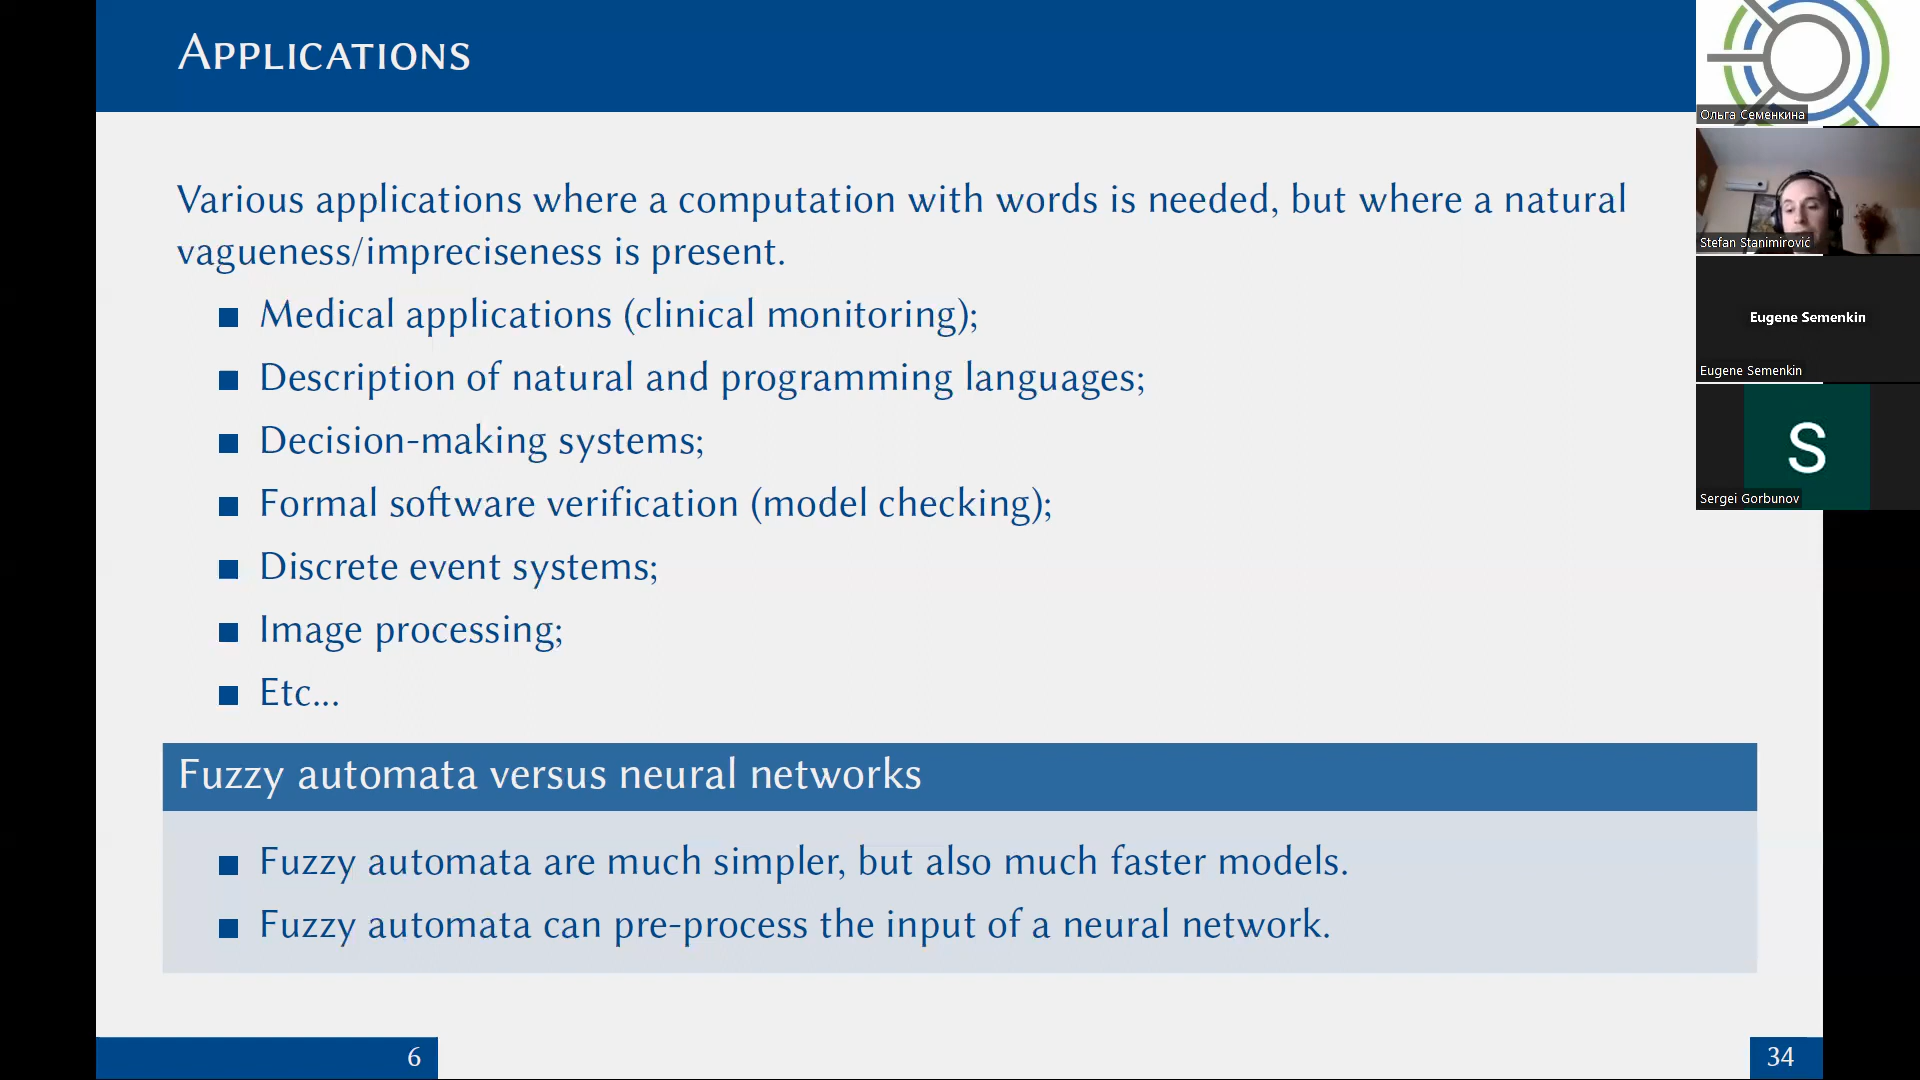 Applications
Various applications where a computation with words is needed, but where a natural
vagueness/impreciseness is present.
Medical applications (clinical monitoring);
Description of natural and programming languages;
Decision-making systems;
Formal software verification (model checking);
Discrete event systems;
Image processing;
Etc...
Fuzzy automata versus neural networks
Fuzzy automata are much simpler, but also much faster models.
Fuzzy automata can pre-process the input of a neural network.
6
34
Ольга Семенкина
Stefan Stanimirović
Eugene Semenkin
Eugene Semenkin
S
Sergei Gorbunov